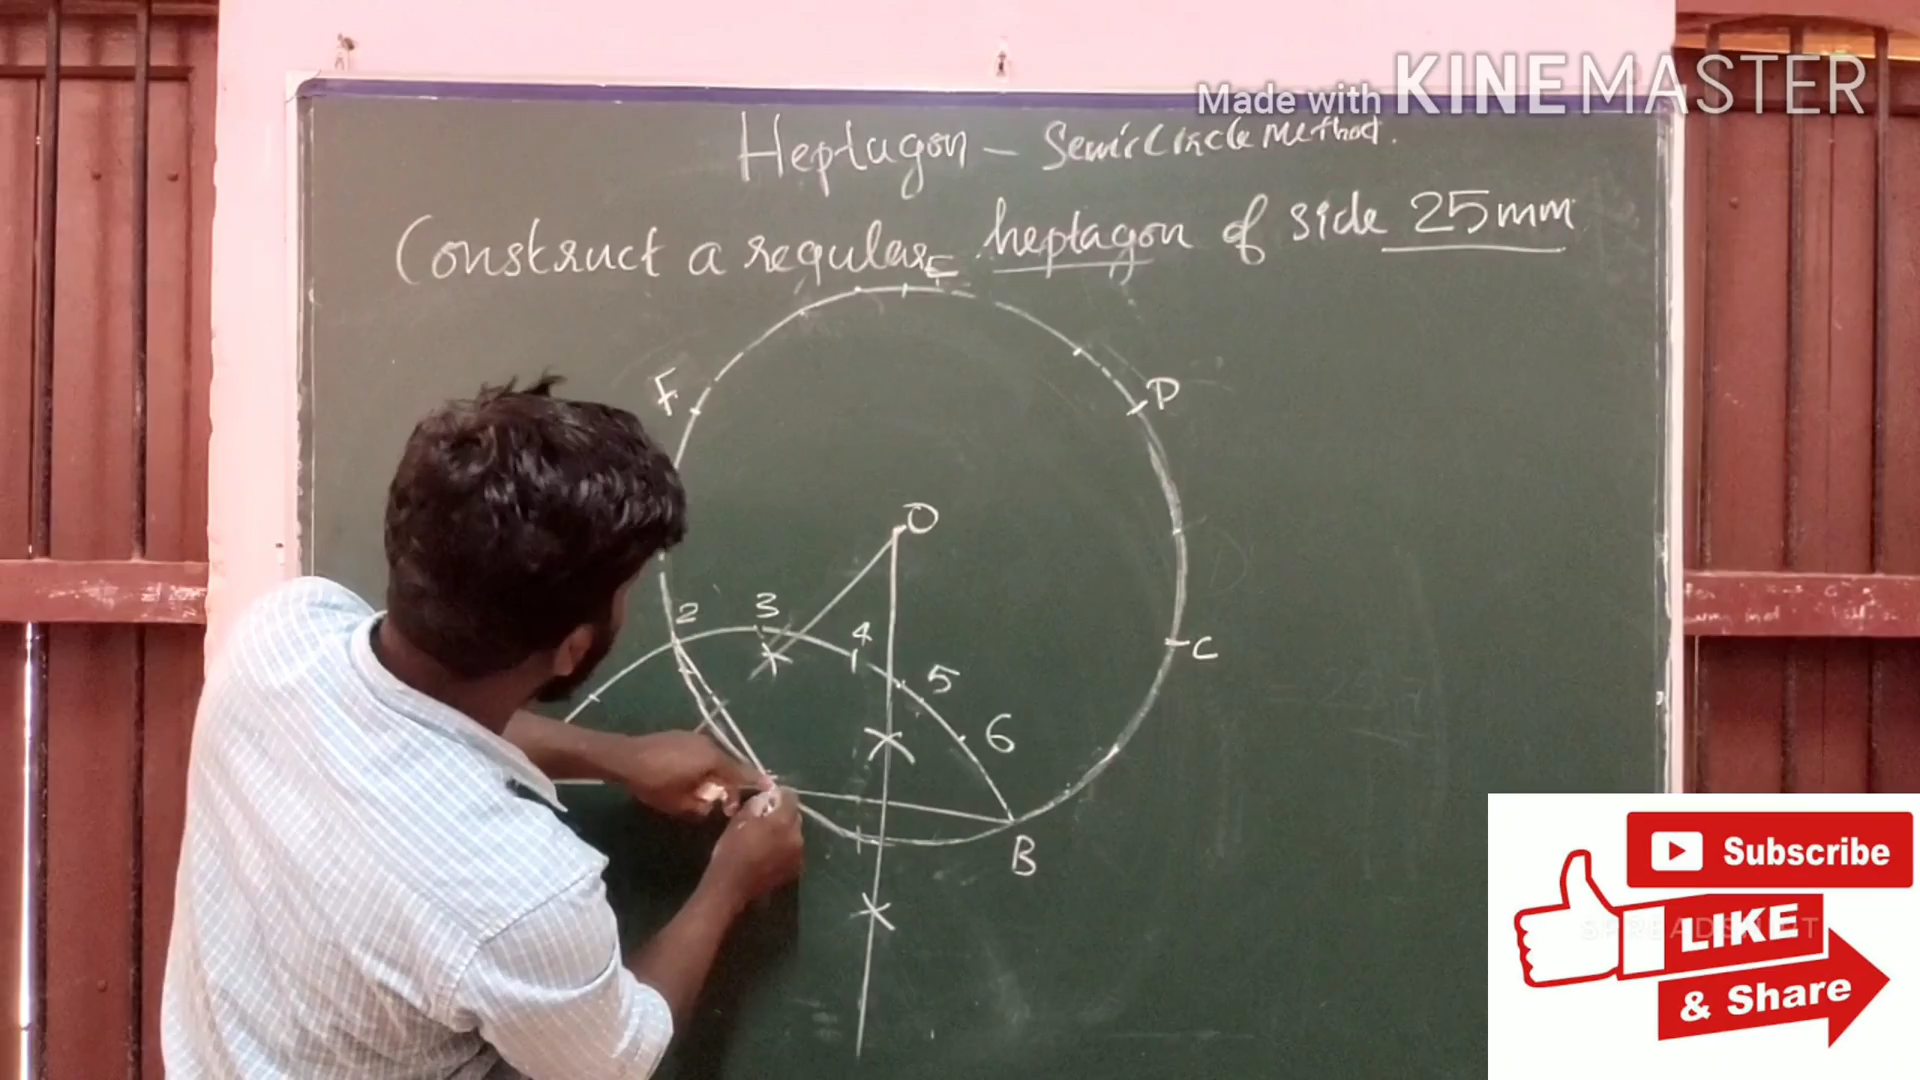 Made with KINEMASTER
Heptagon - Semicircle Method.
Construct a regular heptagon of side 25mm
E
F
D
O
2
3
4
5
6
C
B
Subscribe
LIKE
& Share